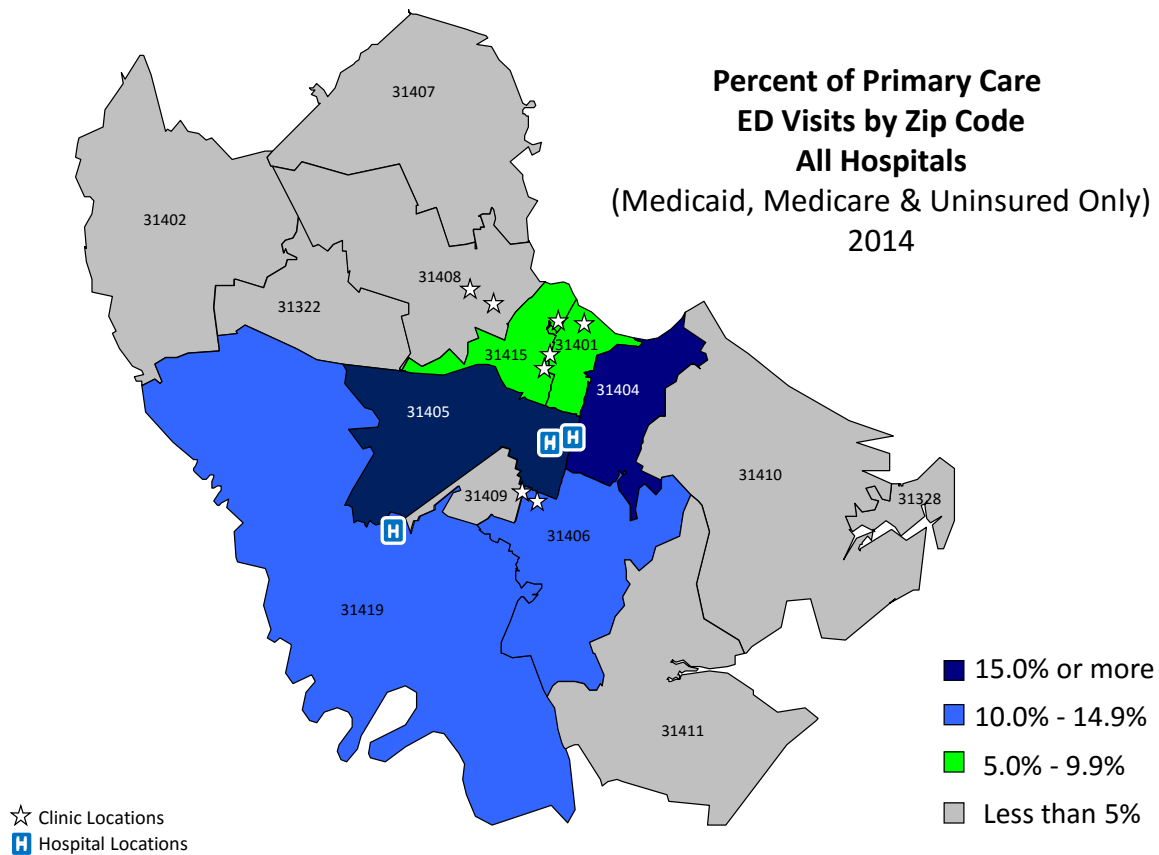 Percent of Primary Care
ED Visits by Zip Code
All Hospitals
(Medicaid, Medicare & Uninsured Only)
2014
31407
31402
31408
31322
31415
31401
31404
31405
31410
31409
31328
31406
31419
31411
15.0% or more
10.0% - 14.9%
5.0% - 9.9%
Less than 5%
Clinic Locations
H Hospital Locations
H
H
H